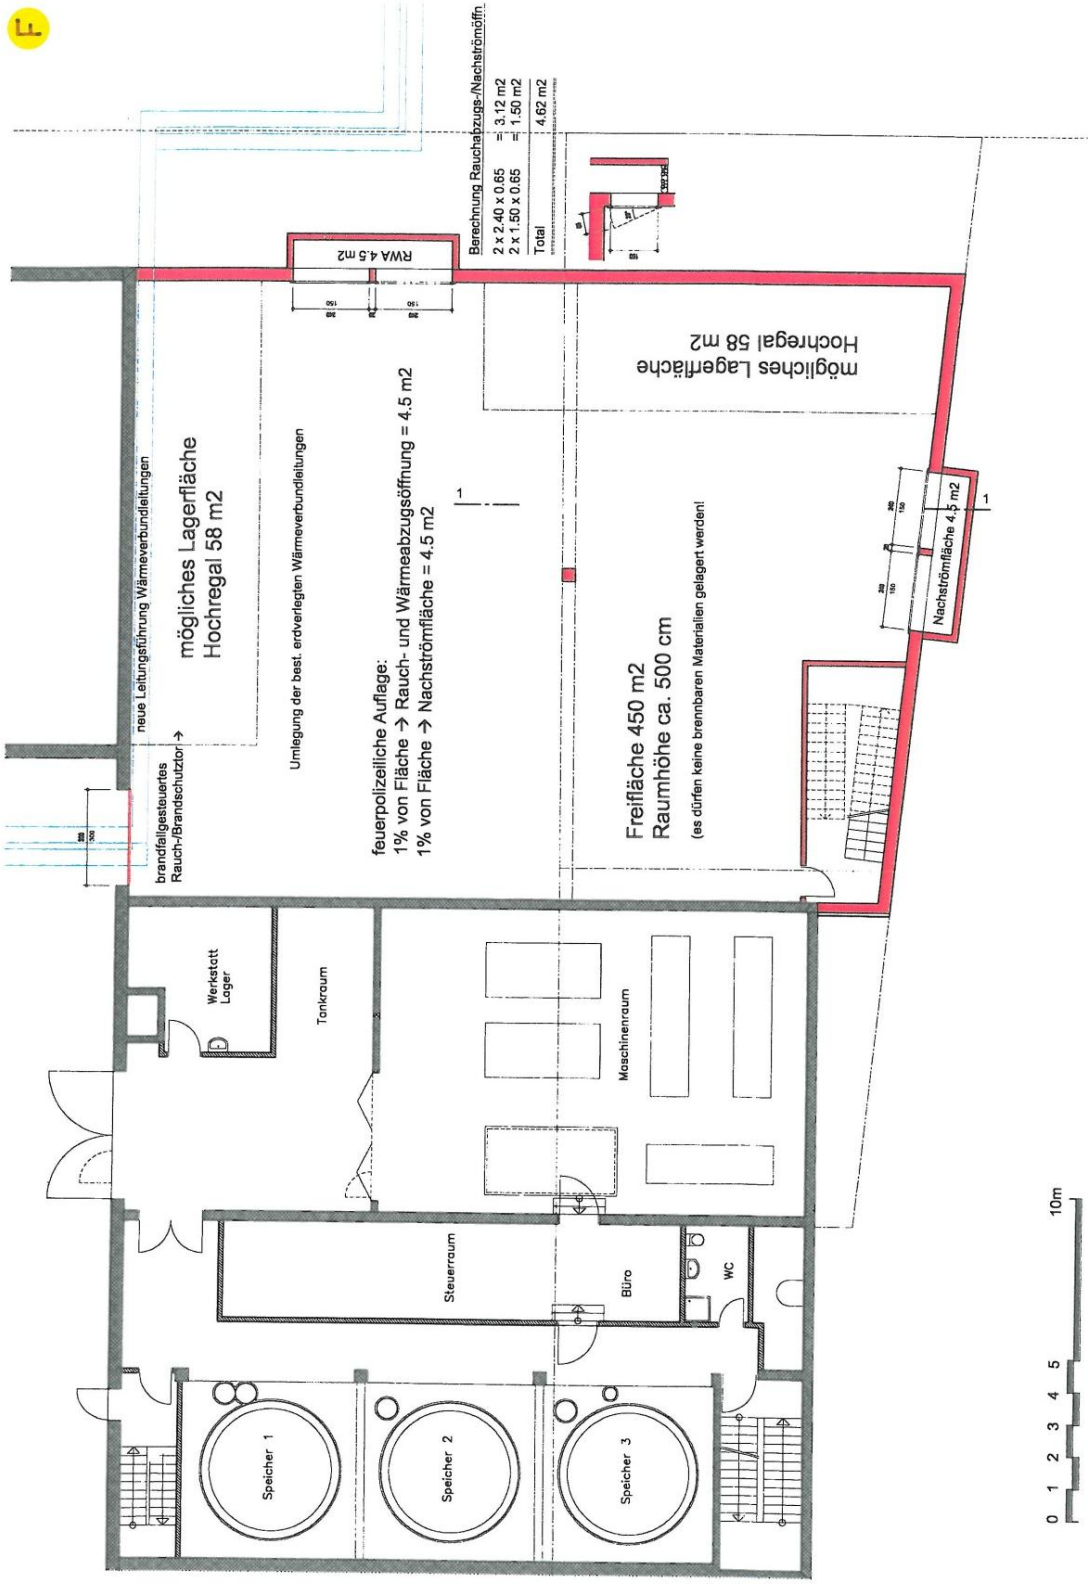 F
neue Leitungsführung Wärmeverbundleitungen
mögliches Lagerfläche
Hochregal 58 m2
brandfallgesteuertes
Rauch-/Brandschutztor →
Umlegung der best. erdverlegten Wärmeverbundleitungen
feuerpolizeiliche Auflage:
1% von Fläche → Rauch- und Wärmeabzugsöffnung = 4.5 m2
1% von Fläche → Nachströmfläche = 4.5 m2
RWA 4.5 m2
150
150
Berechnung Rauchabzugs-/Nachströmöffn
2 x 2.40 x 0.65 = 3.12 m2
2 x 1.50 x 0.65 = 1.50 m2
Total 4.62 m2
1
mögliches Lagerfläche
Hochregal 58 m2
Freifläche 450 m2
Raumhöhe ca. 500 cm
(es dürfen keine brennbaren Materialien gelagert werden!
Nachströmfläche 4.5 m2
150
150
1
300
Werkstatt
Lager
Tankraum
Maschinenraum
Steuerraum
Büro
WC
Speicher 1
Speicher 2
Speicher 3
0 1 2 3 4 5 10m